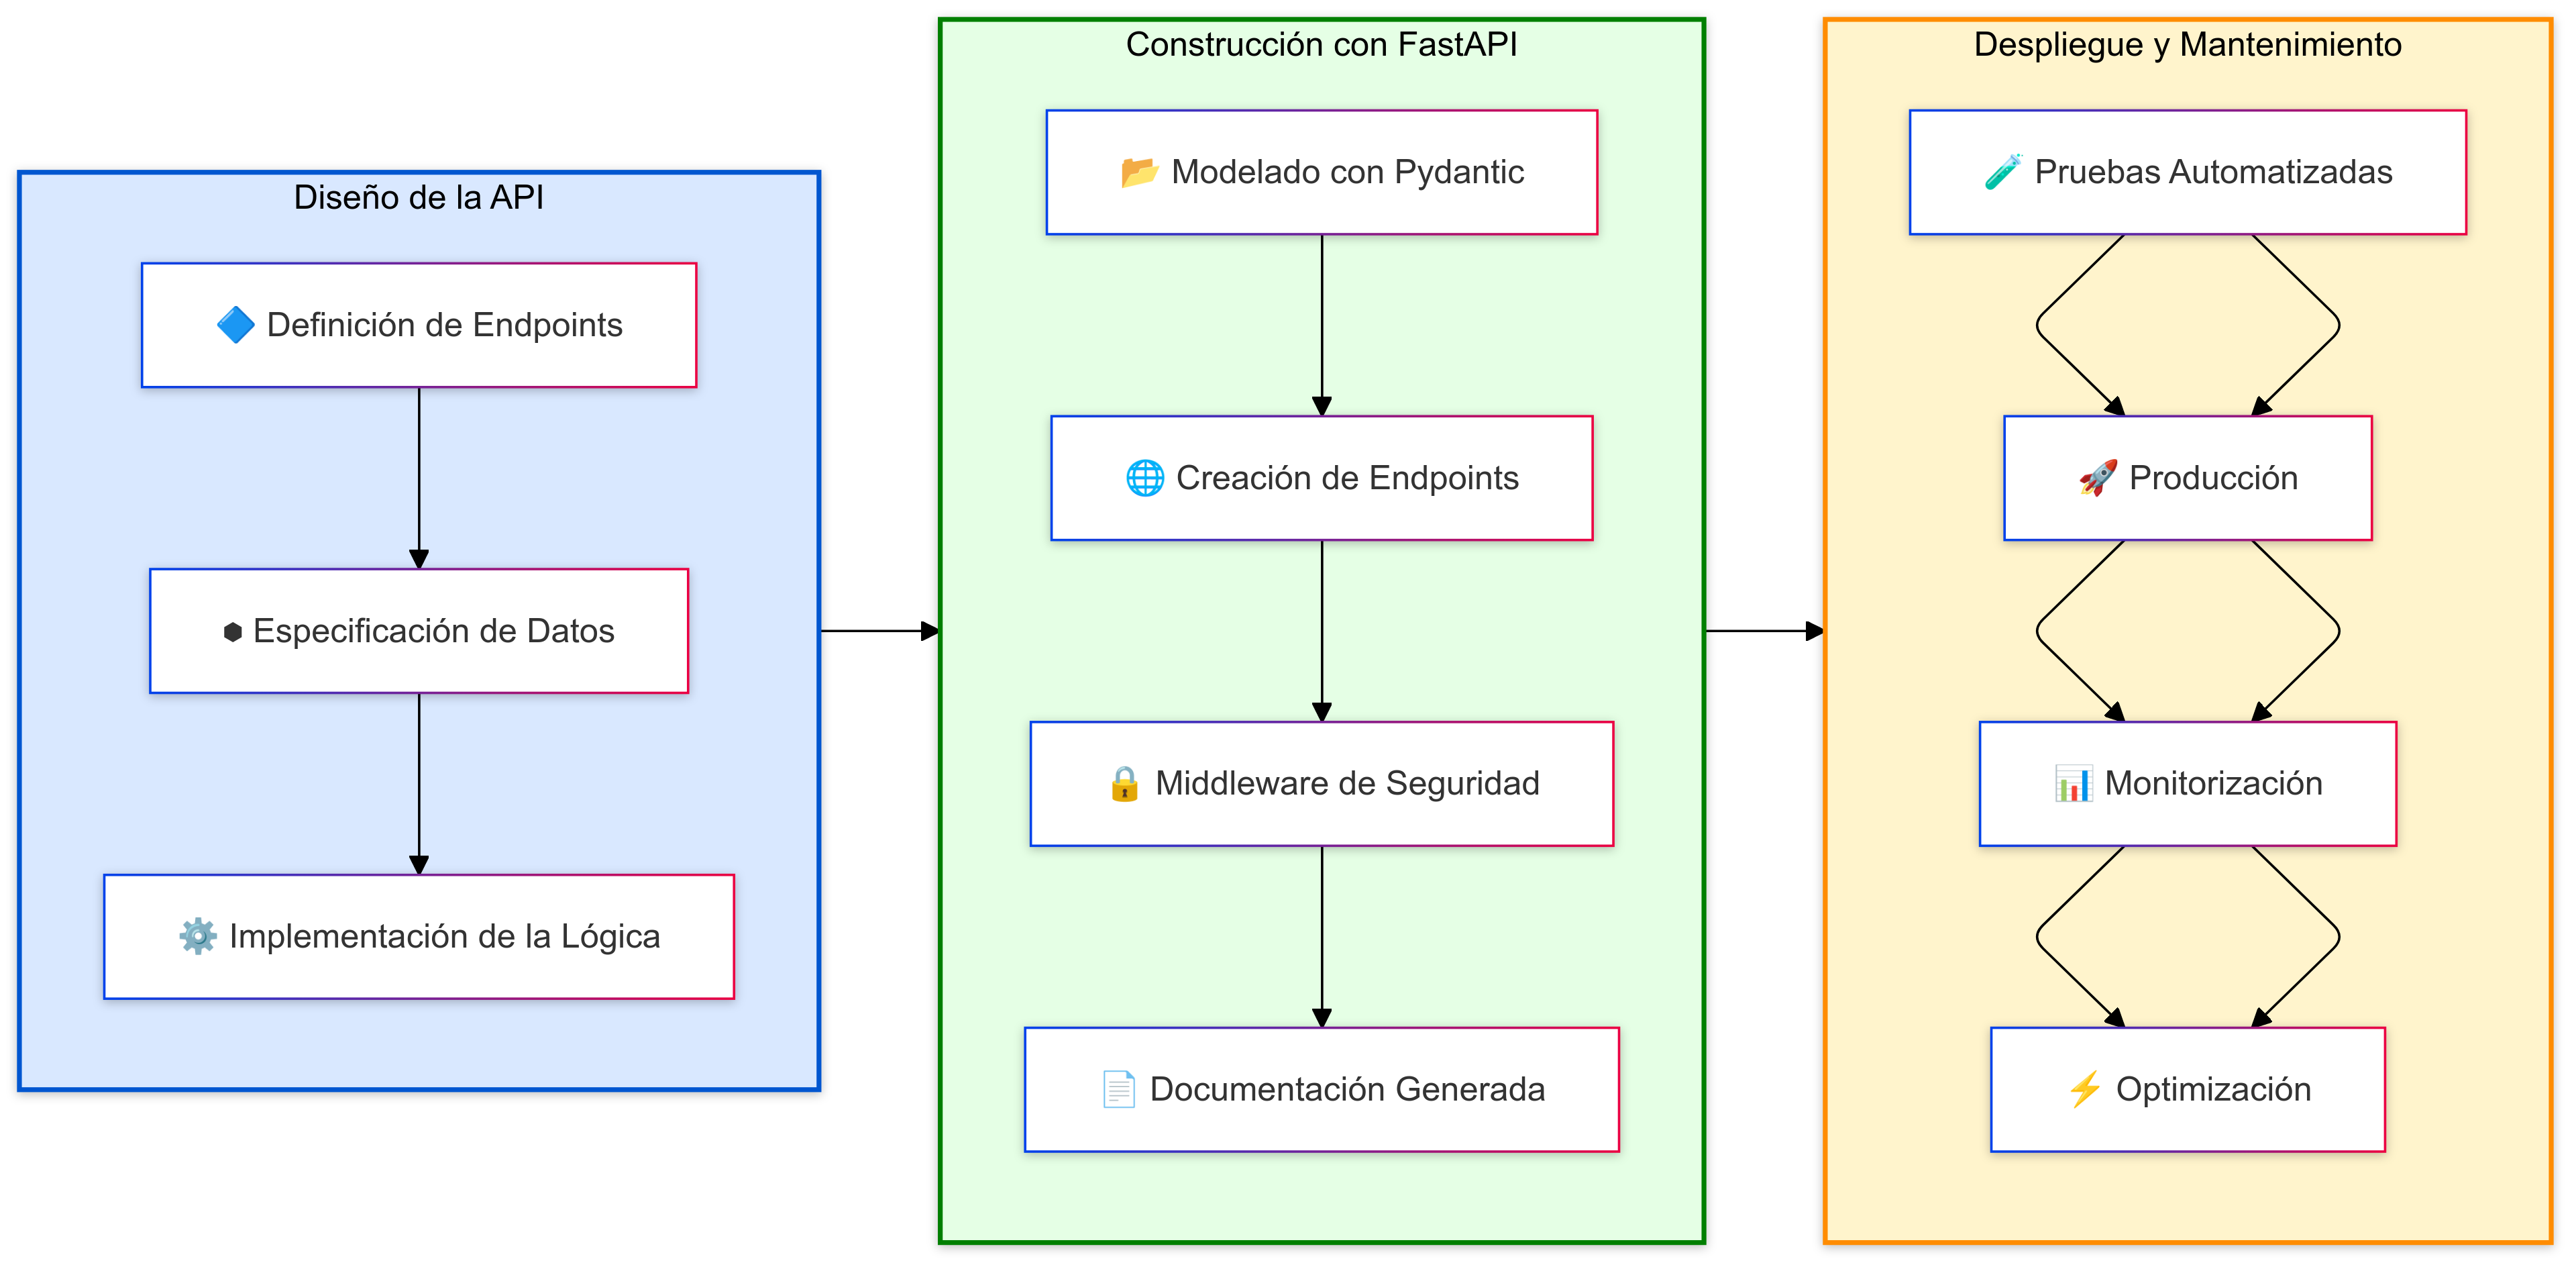 Diseño de la API
🔷 Definición de Endpoints
⬢ Especificación de Datos
⚙️ Implementación de la Lógica
Construcción con FastAPI
📂 Modelado con Pydantic
🌐 Creación de Endpoints
🔒 Middleware de Seguridad
📄 Documentación Generada
Despliegue y Mantenimiento
🧪 Pruebas Automatizadas
🚀 Producción
📊 Monitorización
⚡ Optimización